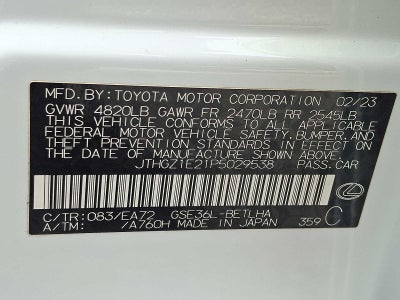 MFD.BY:TOYOTA MOTOR CORPORATION 02/23
GVWR 4820LB GAWR FR 2470LB RR 2545LB
THIS VEHICLE CONFORMS TO ALL APPLICABLE
FEDERAL MOTOR VEHICLE SAFETY,BUMPER,AND
THEFT PREVENTION STANDARDS IN EFFECT ON
THE DATE OF MANUFACTURE SHOWN ABOVE.
JTHGZ1E21P5029538 PASS.CAR
C/TR:083/EA72 GSE36L-BETLHA
A/TM: /A760H MADE IN JAPAN 359 C